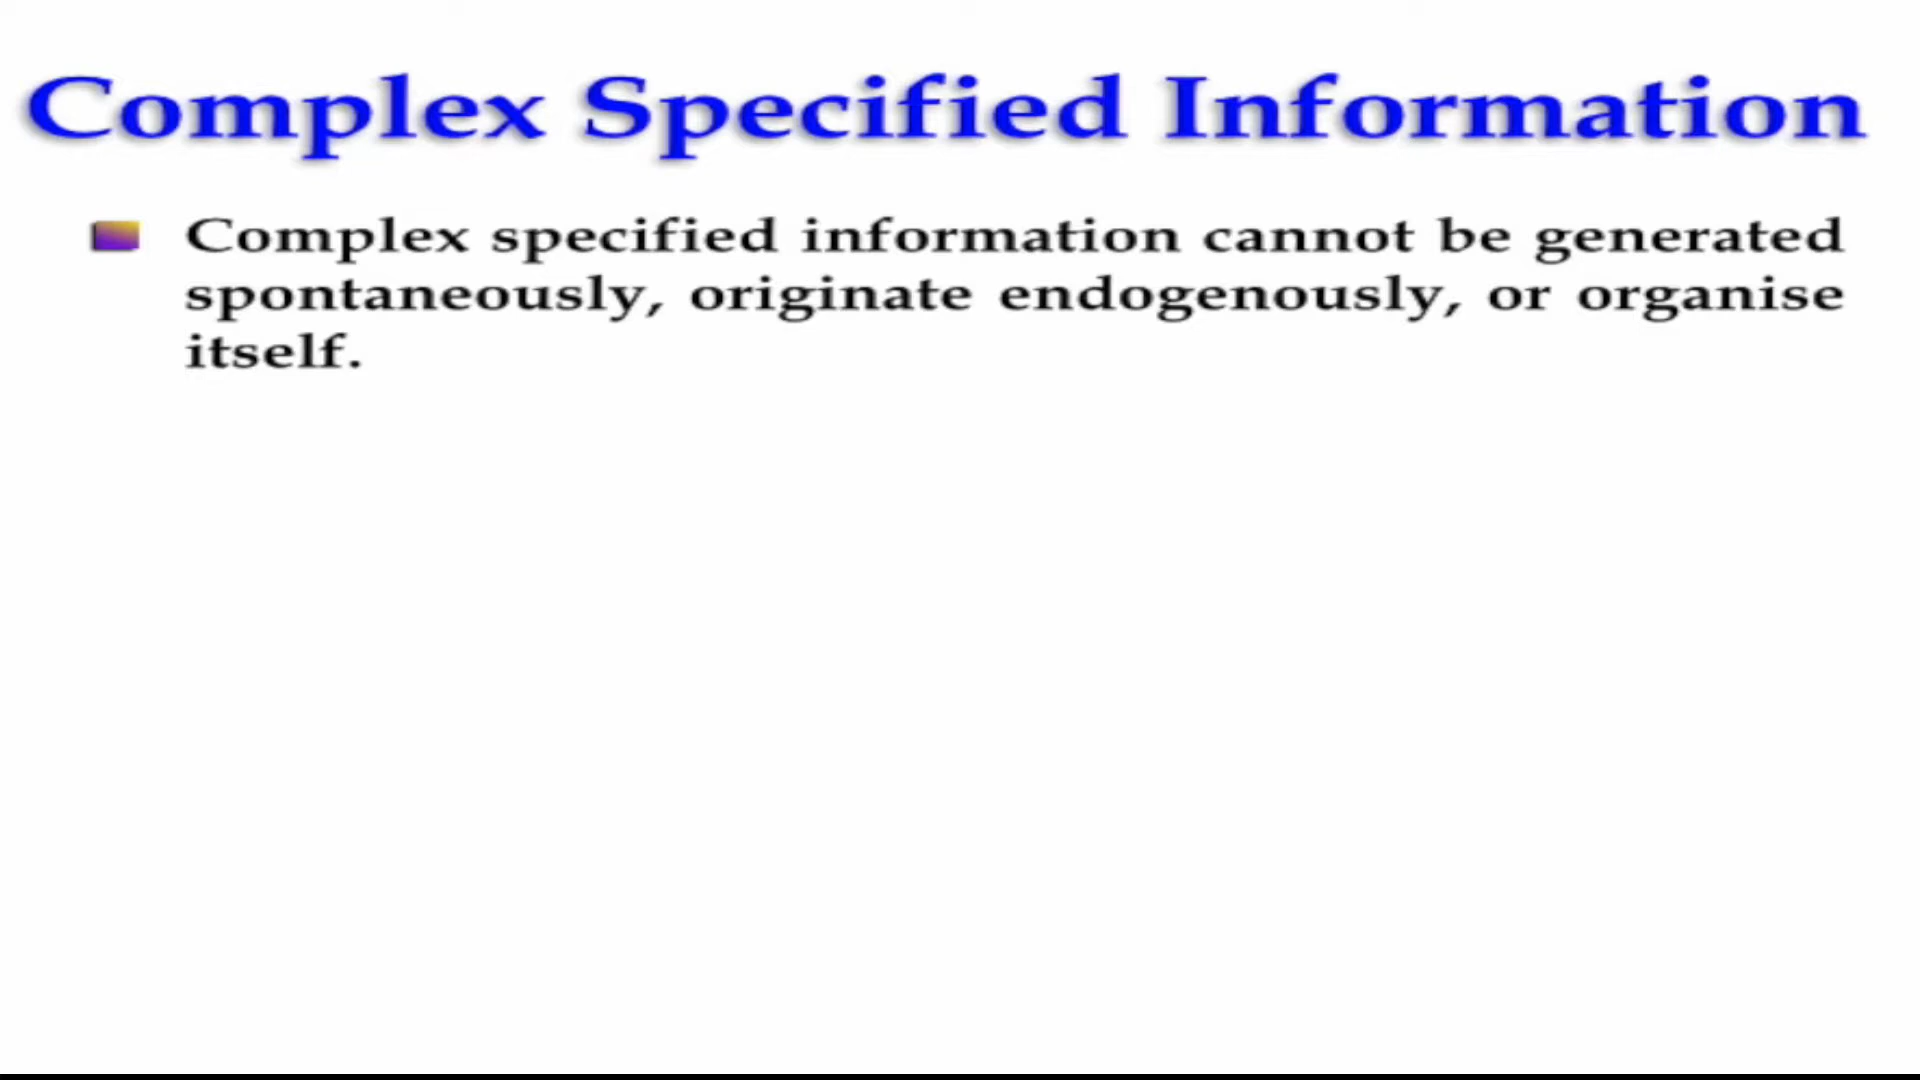 Complex Specified Information
Complex specified information cannot be generated
spontaneously, originate endogenously, or organise
itself.